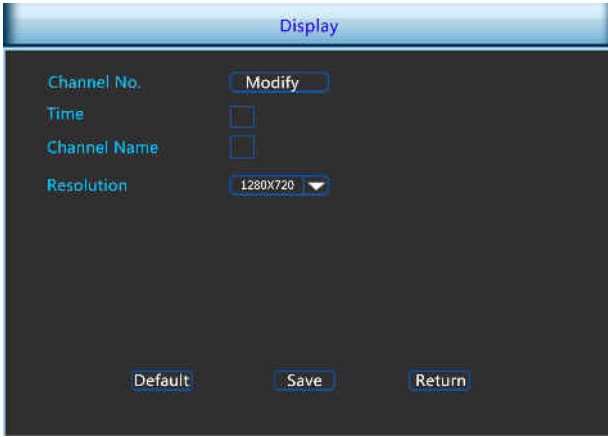 Display
Channel No. Modify
Time
Channel Name
Resolution 1280X720
Default Save Return